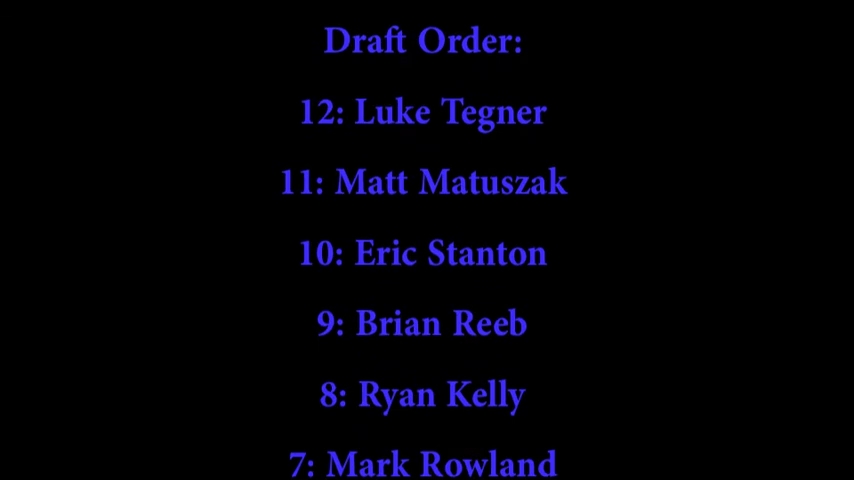 Draft Order:
12: Luke Tegner
11: Matt Matuszak
10: Eric Stanton
9: Brian Reeb
8: Ryan Kelly
7: Mark Rowland